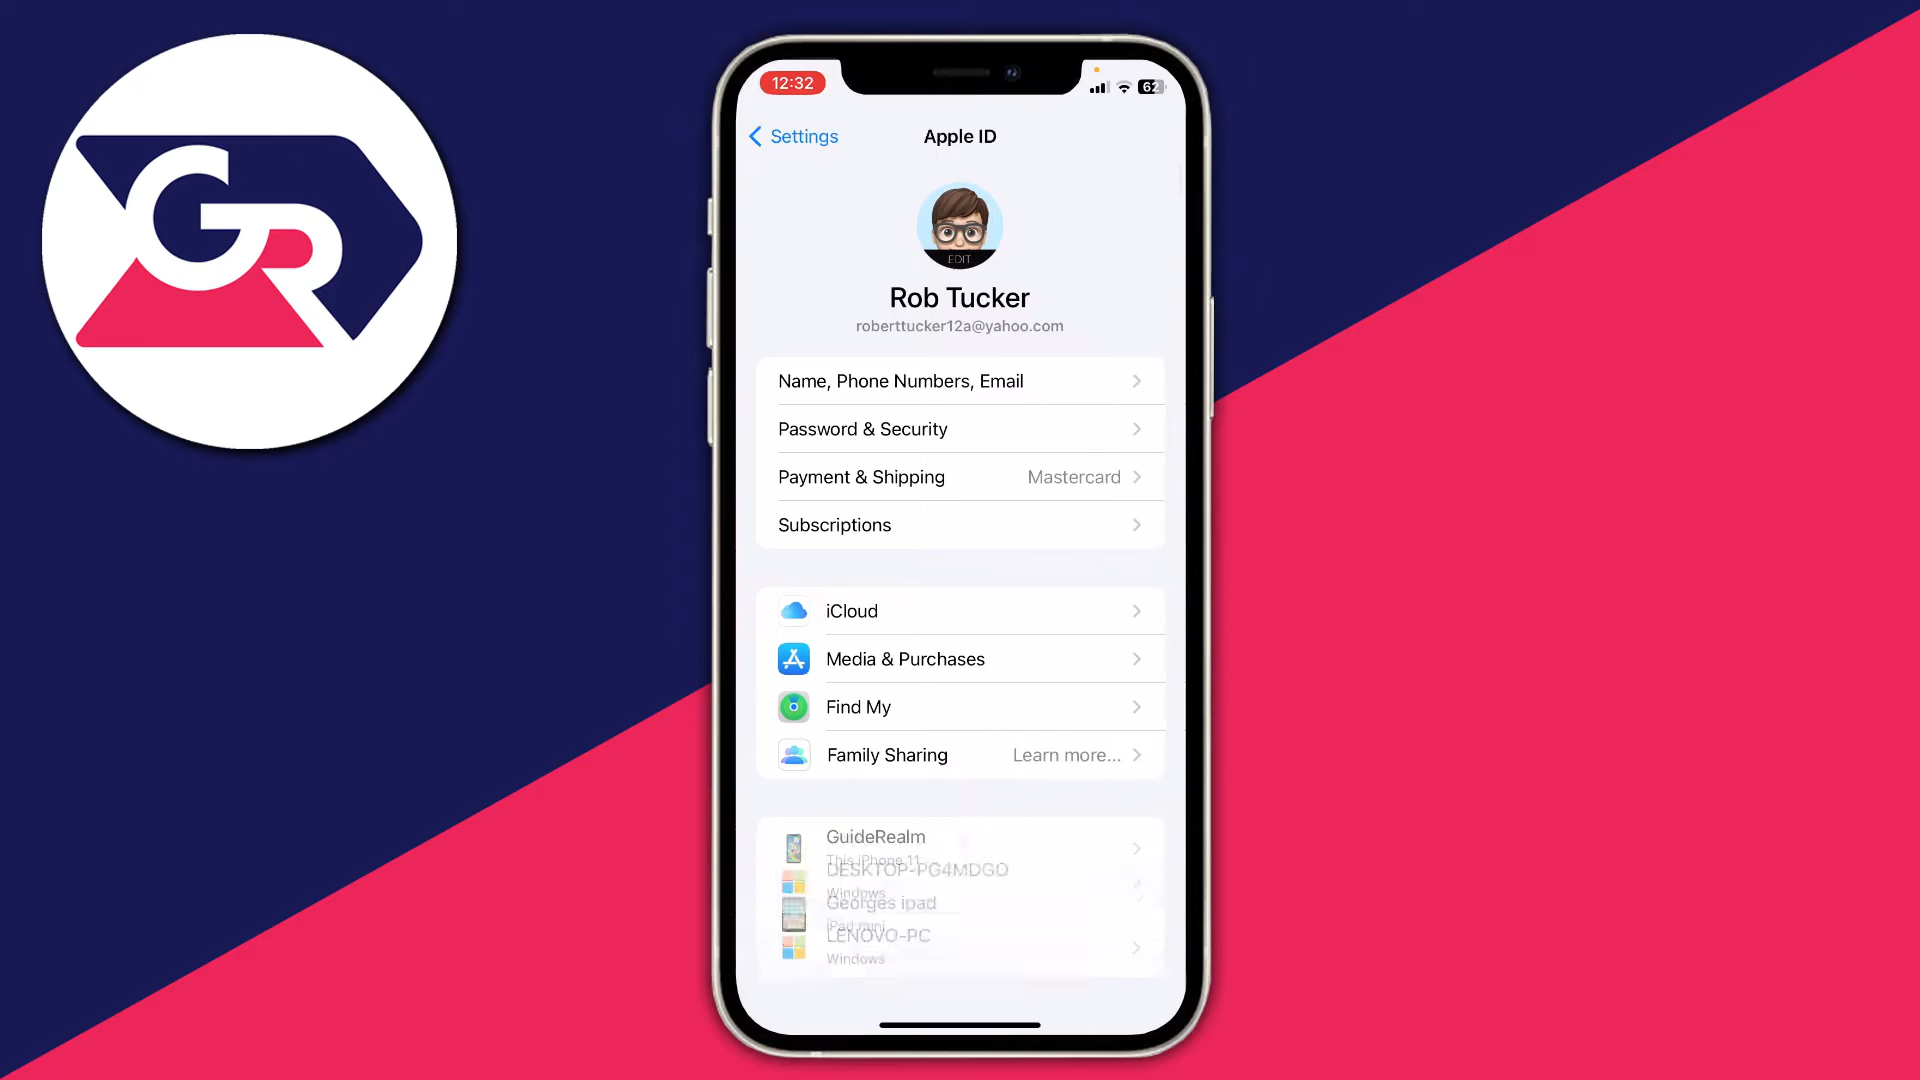 GR
12:32
62
Settings
Apple ID
EDIT
Rob Tucker
roberttucker12a@yahoo.com
Name, Phone Numbers, Email
Password & Security
Payment & Shipping Mastercard
Subscriptions
iCloud
Media & Purchases
Find My
Family Sharing Learn more...
GuideRealm
This iPhone 11
DESKTOP-PG4MDGO
Windows
Georges ipad
iPad mini
LENOVO-PC
Windows